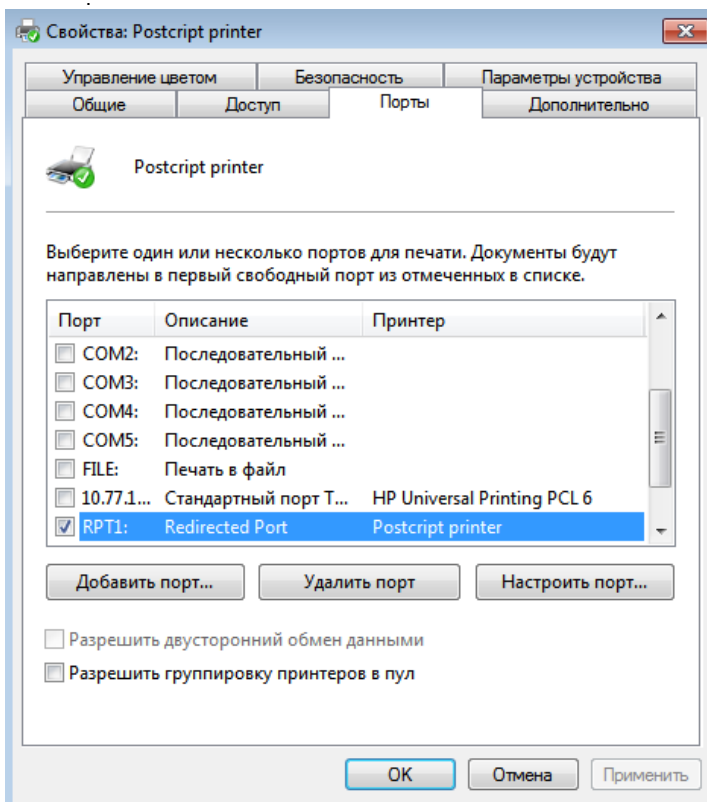 Свойства: Postcript printer
Управление цветом Безопасность Параметры устройства
Общие Доступ Порты Дополнительно
Postcript printer
Выберите один или несколько портов для печати. Документы будут
направлены в первый свободный порт из отмеченных в списке.
Порт Описание Принтер
COM2: Последовательный ...
COM3: Последовательный ...
COM4: Последовательный ...
COM5: Последовательный ...
FILE: Печать в файл
10.77.1... Стандартный порт T... HP Universal Printing PCL 6
RPT1: Redirected Port Postcript printer
Добавить порт... Удалить порт Настроить порт...
Разрешить двусторонний обмен данными
Разрешить группировку принтеров в пул
OK Отмена Применить